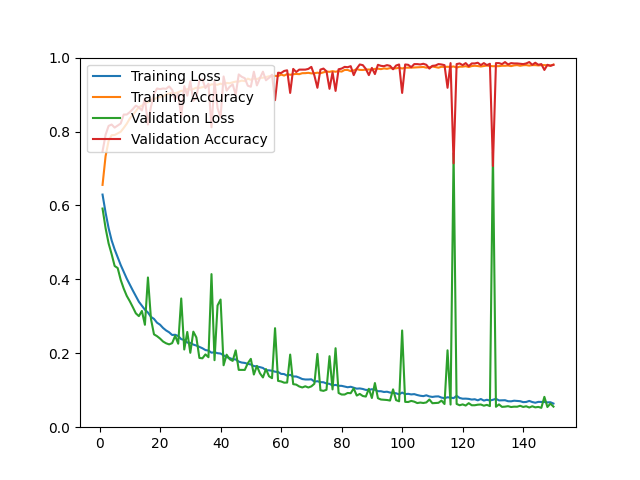 Training Loss
Training Accuracy
Validation Loss
Validation Accuracy
1.0
0.8
0.6
0.4
0.2
0.0
0 20 40 60 80 100 120 140